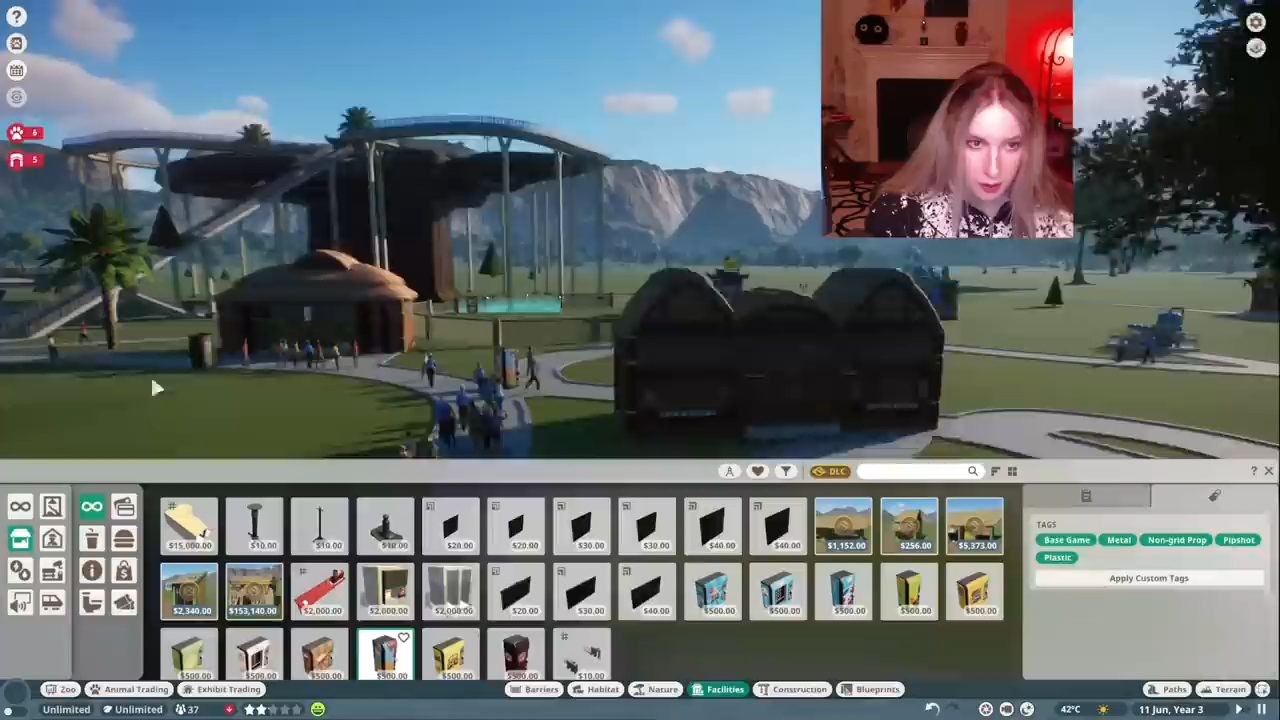 ?
6
5
DLC
? ×
$15,000.00 $10.00 $10.00 $10.00 $20.00 $20.00 $30.00 $30.00 $40.00 $40.00 $1,152.00 $256.00 $5,373.00
$2,340.00 $153,140.00 $2,000.00 $2,000.00 $2,000.00 $20.00 $30.00 $40.00 $500.00 $500.00 $500.00 $500.00 $500.00
$500.00 $500.00 $500.00 $500.00 $500.00 $500.00 $10.00
TAGS
Base Game Metal Non-grid Prop Pipshot
Plastic
Apply Custom Tags
Zoo Animal Trading Exhibit Trading Barriers Habitat Nature Facilities Construction Blueprints Paths Terrain
Unlimited Unlimited 37 42°C 11 Jun, Year 3